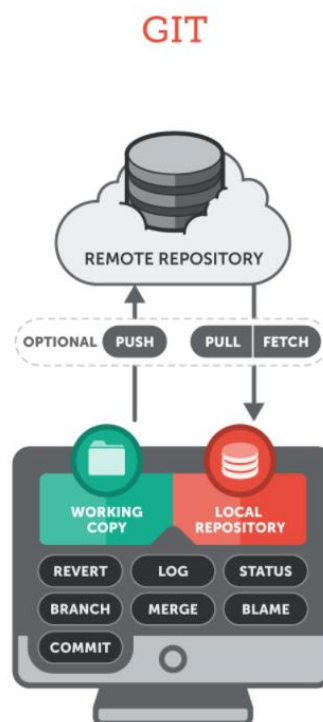 GIT
REMOTE REPOSITORY
OPTIONAL PUSH PULL FETCH
WORKING COPY
LOCAL REPOSITORY
REVERT LOG STATUS
BRANCH MERGE BLAME
COMMIT